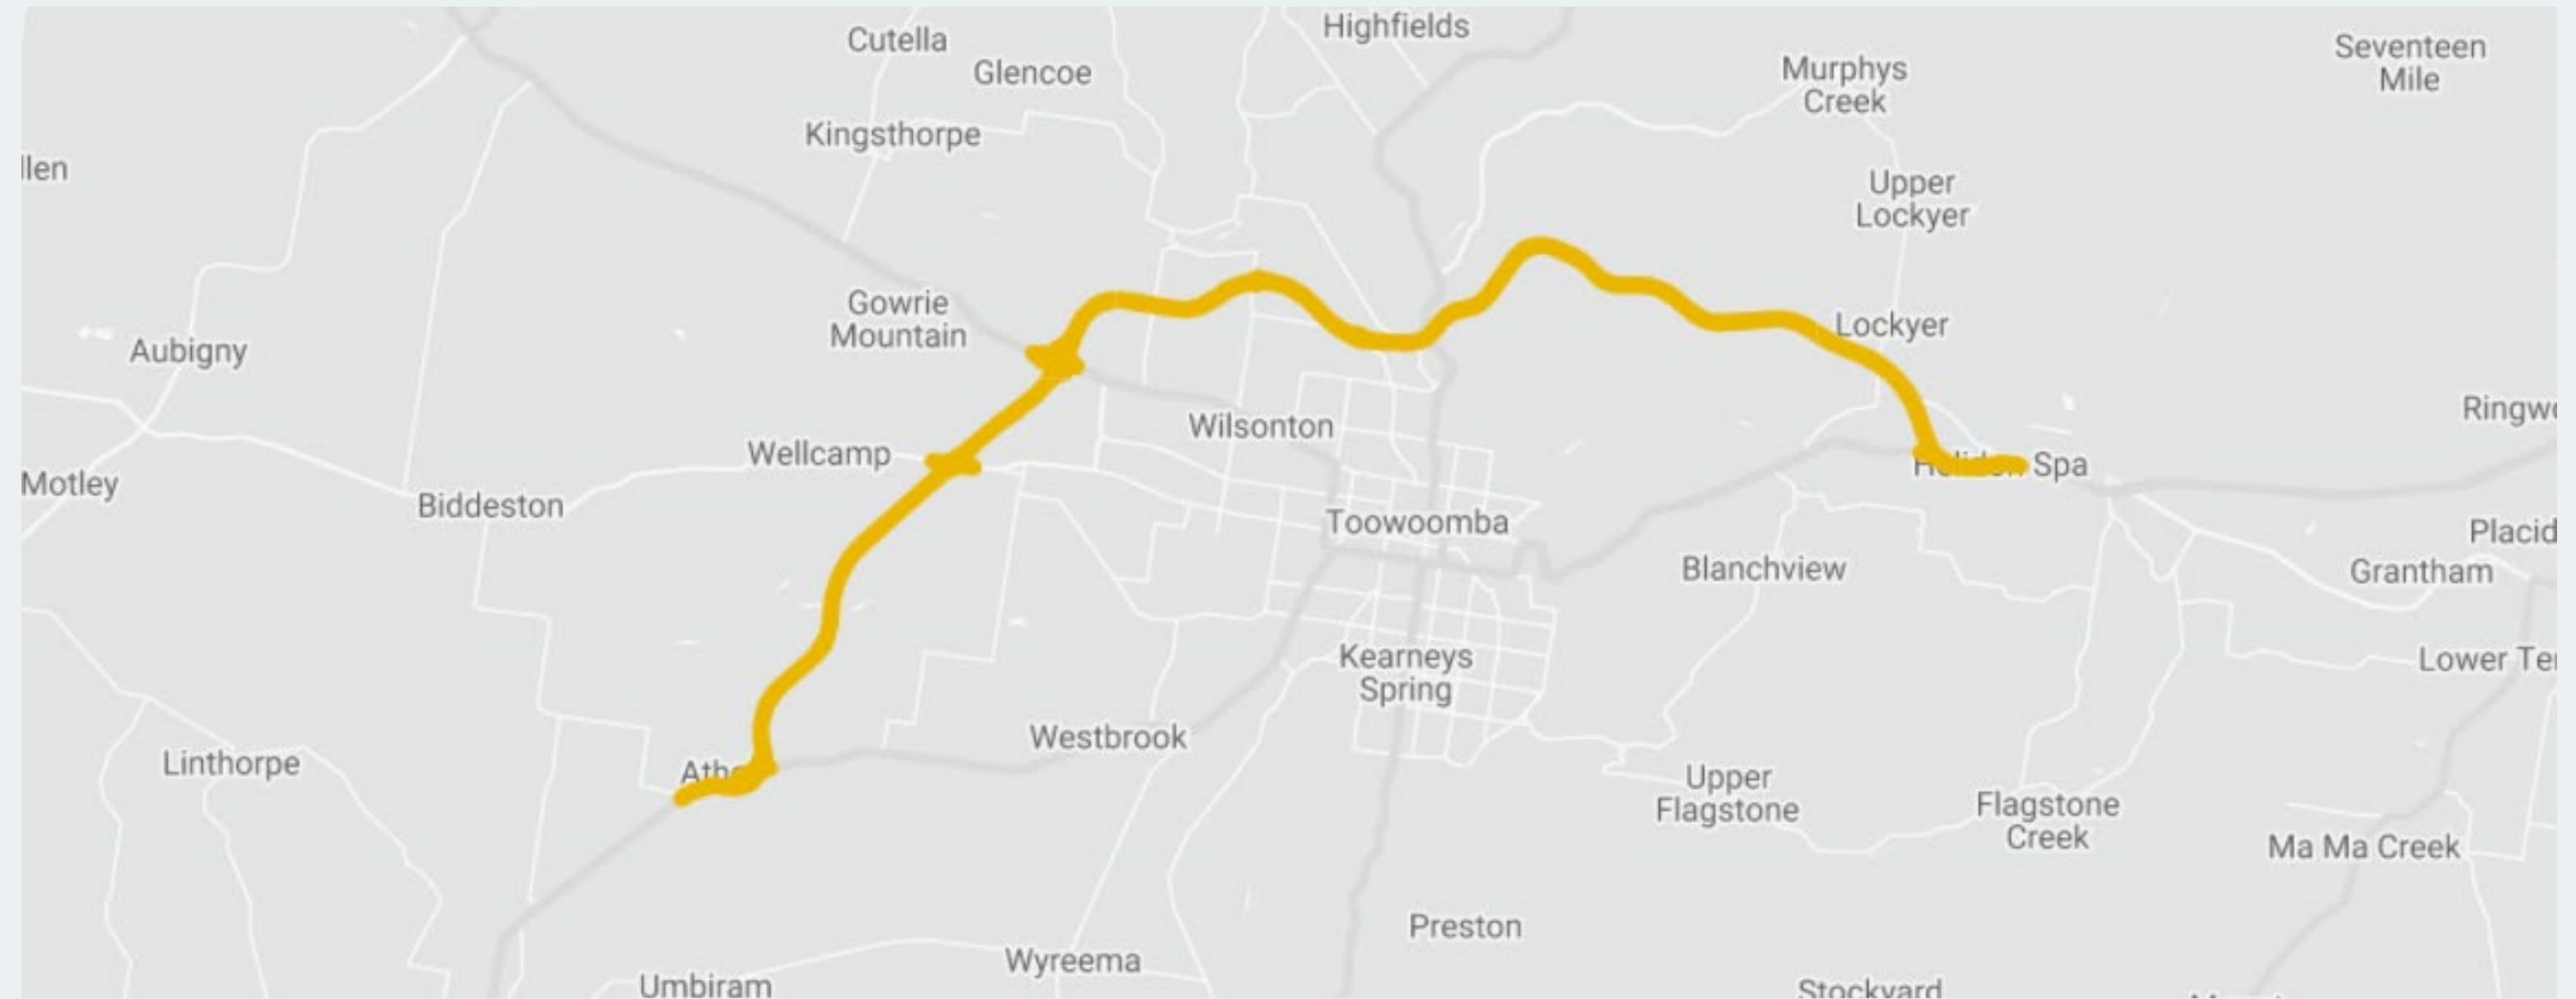 Cutella
Highfields
Glencoe
Murphys
Creek
Seventeen
Mile
Kingsthorpe
llen
Upper
Lockyer
Gowrie
Mountain
Lockyer
Aubigny
Ringw
Wilsonton
Wellcamp
Spa
Motley
Biddeston
Toowoomba
Placid
Blanchview
Grantham
Kearneys
Spring
Lower Te
Westbrook
Linthorpe
Ath
Upper
Flagstone
Flagstone
Creek
Ma Ma Creek
Preston
Wyreema
Umbiram
Stockyard